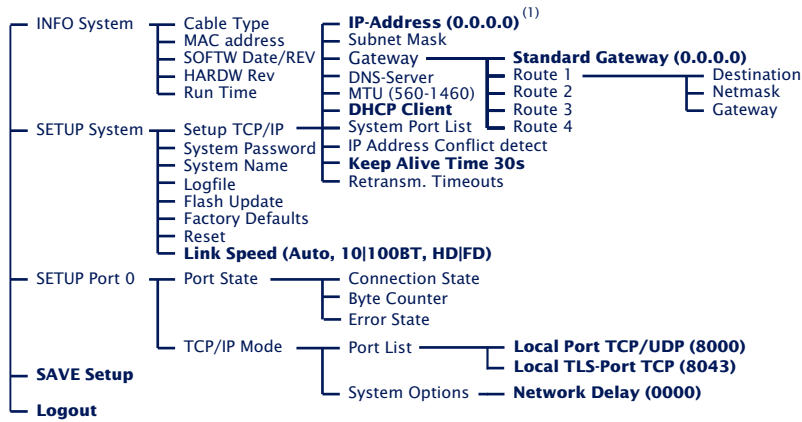 INFO System
Cable Type
MAC address
SOFTW Date/REV
HARDW Rev
Run Time
SETUP System
Setup TCP/IP
IP-Address (0.0.0.0) (1)
Subnet Mask
Gateway
Standard Gateway (0.0.0.0)
Route 1
Destination
Netmask
Gateway
Route 2
Route 3
Route 4
DNS-Server
MTU (560-1460)
DHCP Client
System Port List
IP Address Conflict detect
Keep Alive Time 30s
Retransm. Timeouts
System Password
System Name
Logfile
Flash Update
Factory Defaults
Reset
Link Speed (Auto, 10|100BT, HD|FD)
SETUP Port 0
Port State
Connection State
Byte Counter
Error State
TCP/IP Mode
Port List
Local Port TCP/UDP (8000)
Local TLS-Port TCP (8043)
System Options
Network Delay (0000)
SAVE Setup
Logout